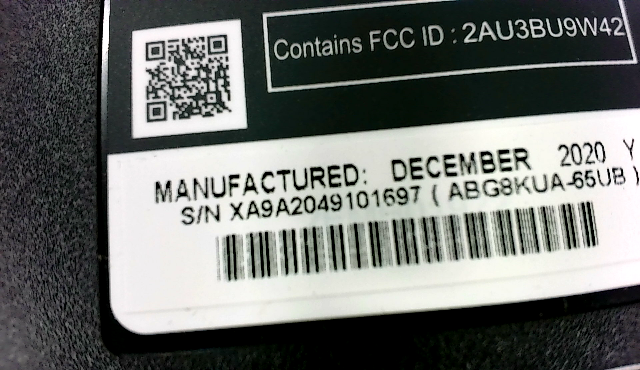 Contains FCC ID : 2AU3BU9W42
MANUFACTURED: DECEMBER 2020 Y
S/N XA9A2049101697 ( ABG8KUA-65UB )